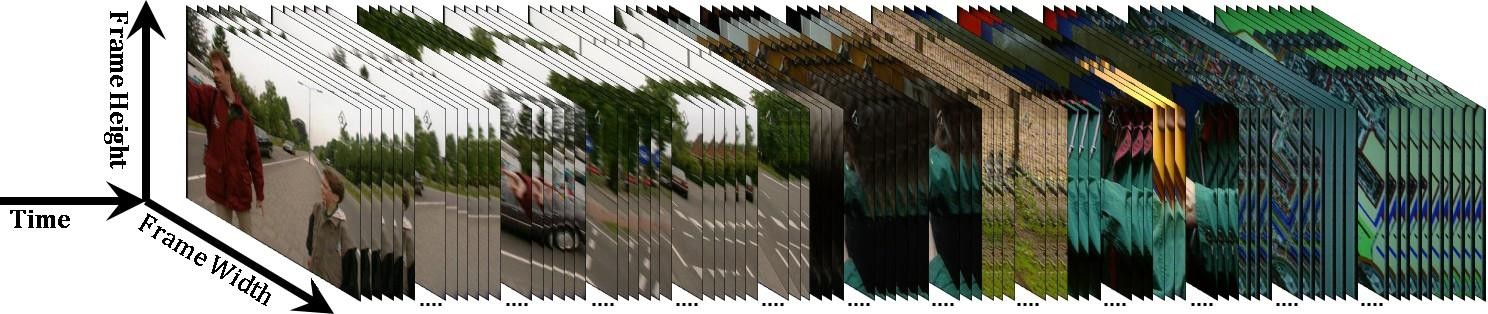 Frame Height
Time
Frame Width
.... .... .... .... .... .... .... .... .... .... .... ....